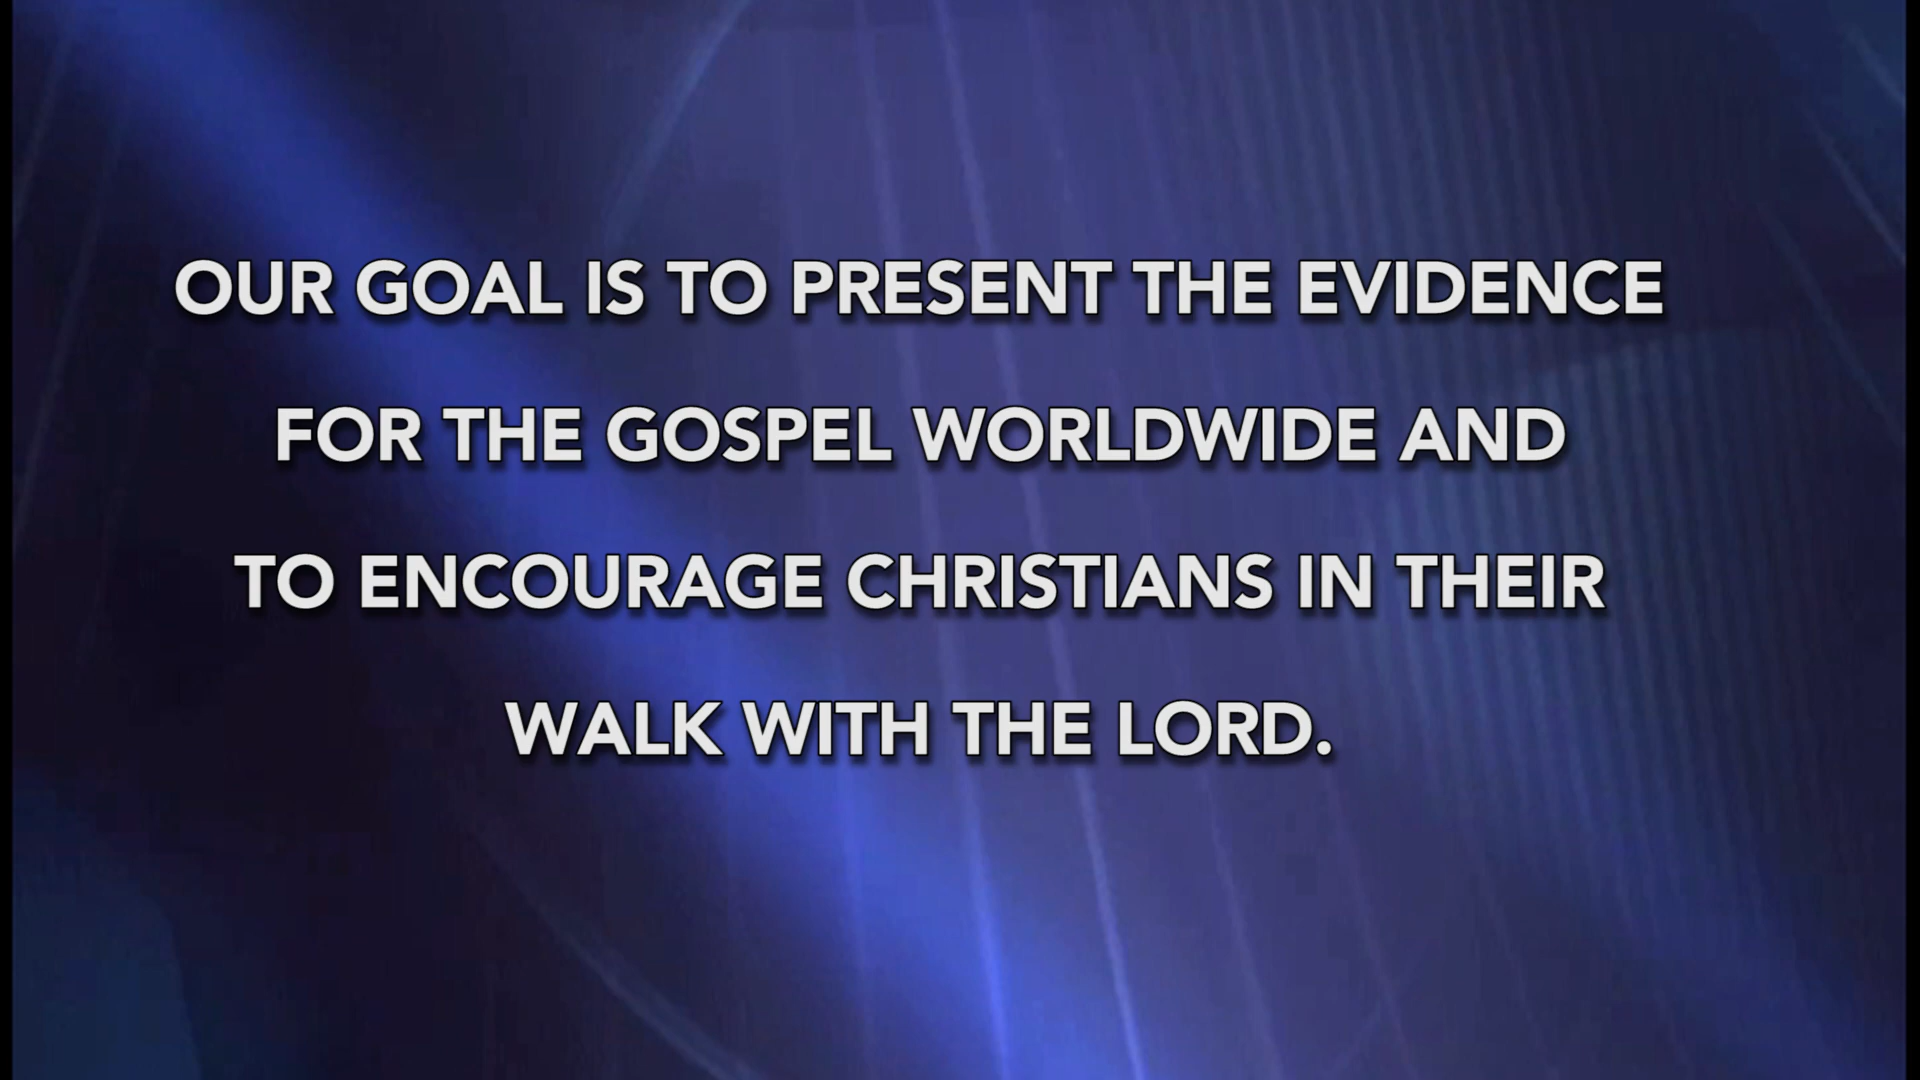 OUR GOAL IS TO PRESENT THE EVIDENCE
FOR THE GOSPEL WORLDWIDE AND
TO ENCOURAGE CHRISTIANS IN THEIR
WALK WITH THE LORD.